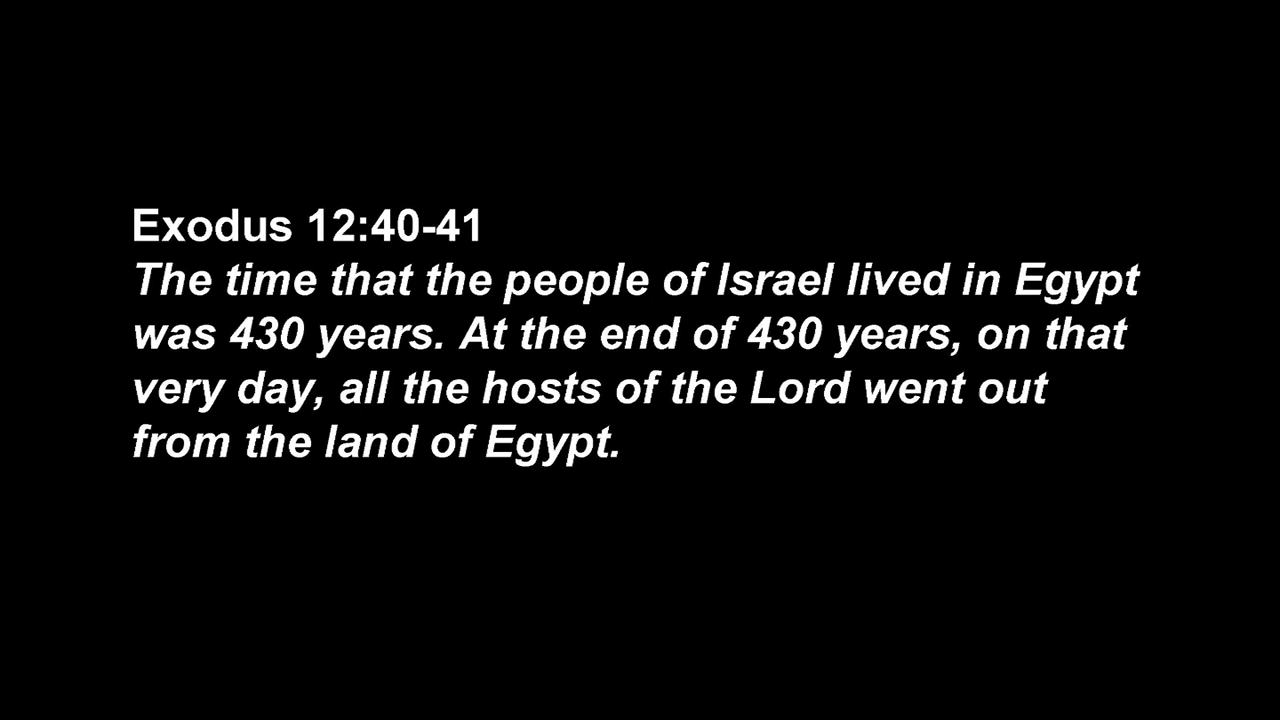 Exodus 12:40-41
The time that the people of Israel lived in Egypt
was 430 years. At the end of 430 years, on that
very day, all the hosts of the Lord went out
from the land of Egypt.